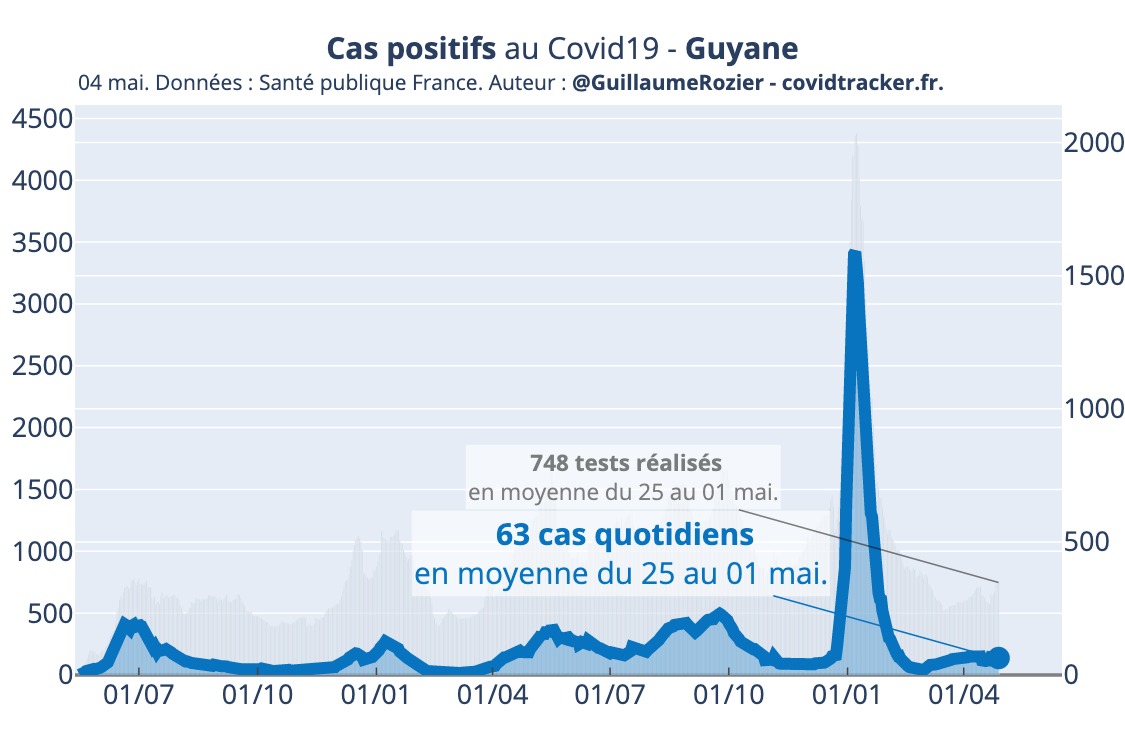 Cas positifs au Covid19 - Guyane
04 mai. Données : Santé publique France. Auteur : @GuillaumeRozier - covidtracker.fr.
4500
4000
3500
3000
2500
2000
1500
1000
500
0
2000
1500
1000
500
0
748 tests réalisés
en moyenne du 25 au 01 mai.
63 cas quotidiens
en moyenne du 25 au 01 mai.
01/07 01/10 01/01 01/04 01/07 01/10 01/01 01/04